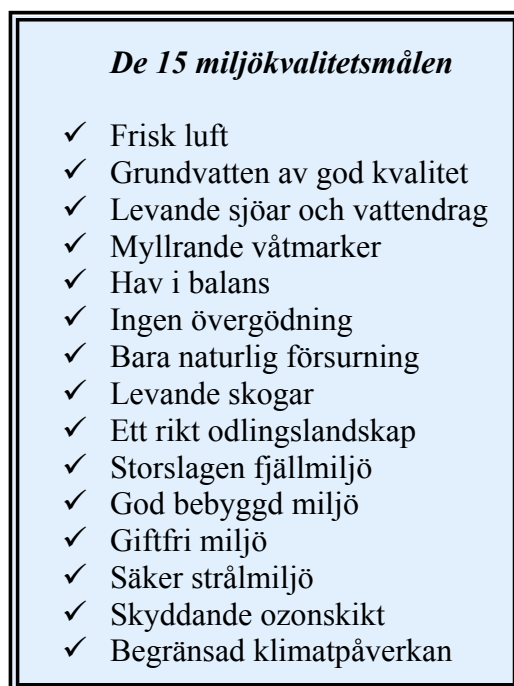 De 15 miljökvalitetsmålen
✓ Frisk luft
✓ Grundvatten av god kvalitet
✓ Levande sjöar och vattendrag
✓ Myllrande våtmarker
✓ Hav i balans
✓ Ingen övergödning
✓ Bara naturlig försurning
✓ Levande skogar
✓ Ett rikt odlingslandskap
✓ Storslagen fjällmiljö
✓ God bebyggd miljö
✓ Giftfri miljö
✓ Säker strålmiljö
✓ Skyddande ozonskikt
✓ Begränsad klimatpåverkan